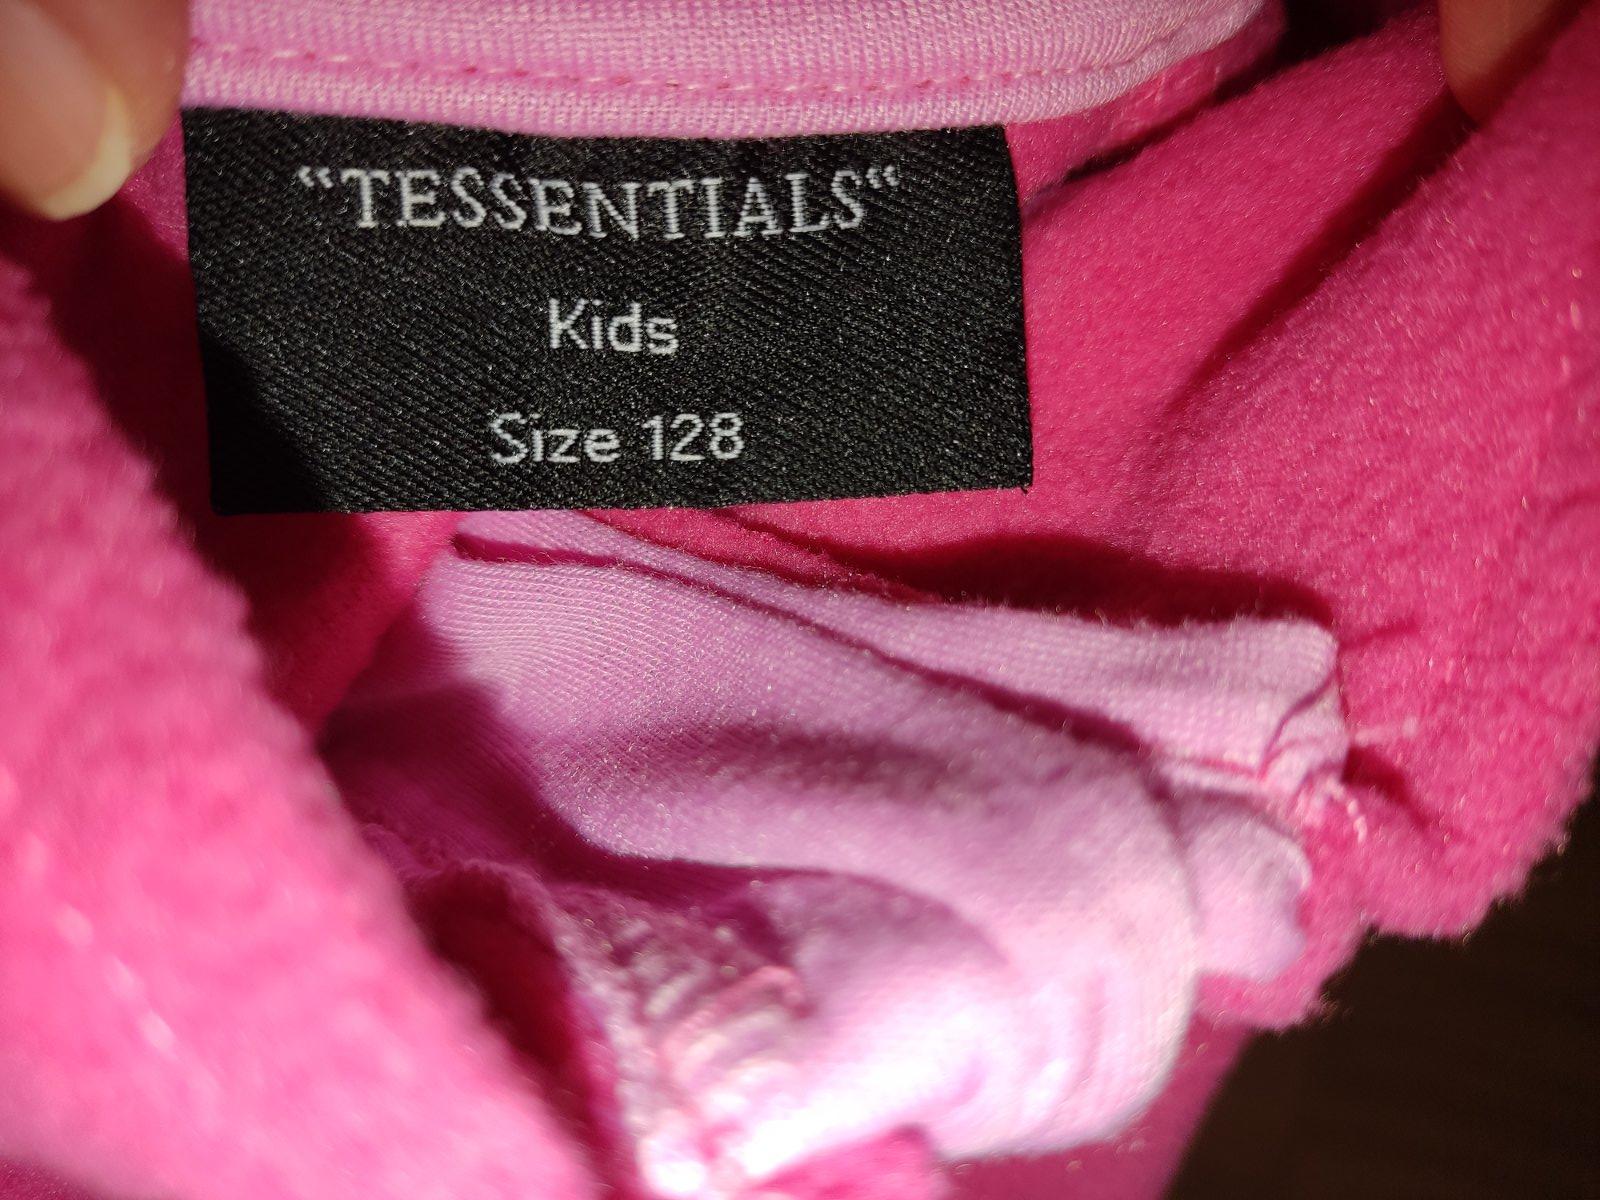 “TESSENTIALS“
Kids
Size 128